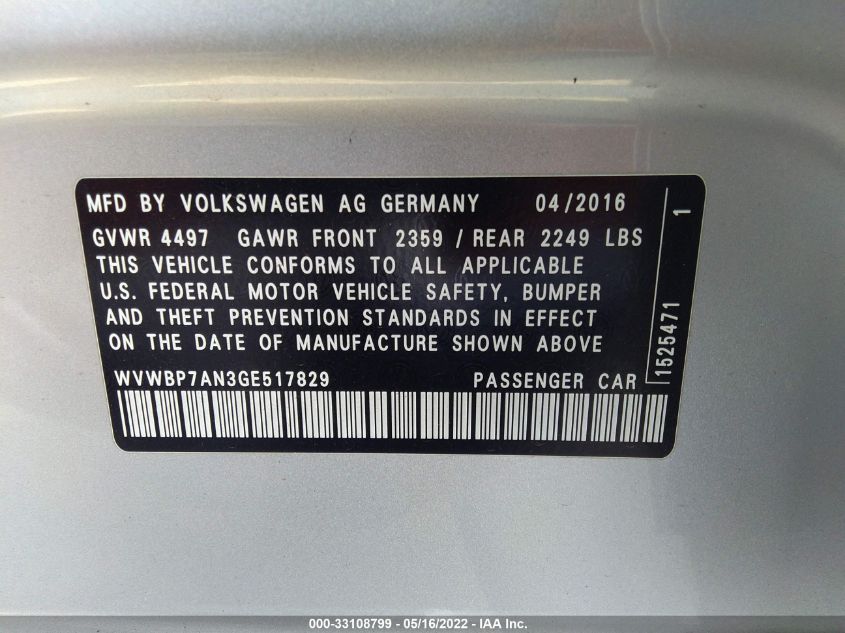 MFD BY VOLKSWAGEN AG GERMANY 04/2016
GVWR 4497 GAWR FRONT 2359 / REAR 2249 LBS
THIS VEHICLE CONFORMS TO ALL APPLICABLE
U.S. FEDERAL MOTOR VEHICLE SAFETY, BUMPER
AND THEFT PREVENTION STANDARDS IN EFFECT
ON THE DATE OF MANUFACTURE SHOWN ABOVE
WVWBP7AN3GE517829 PASSENGER CAR
1525471 1
000-33108799 - 05/16/2022 - IAA Inc.